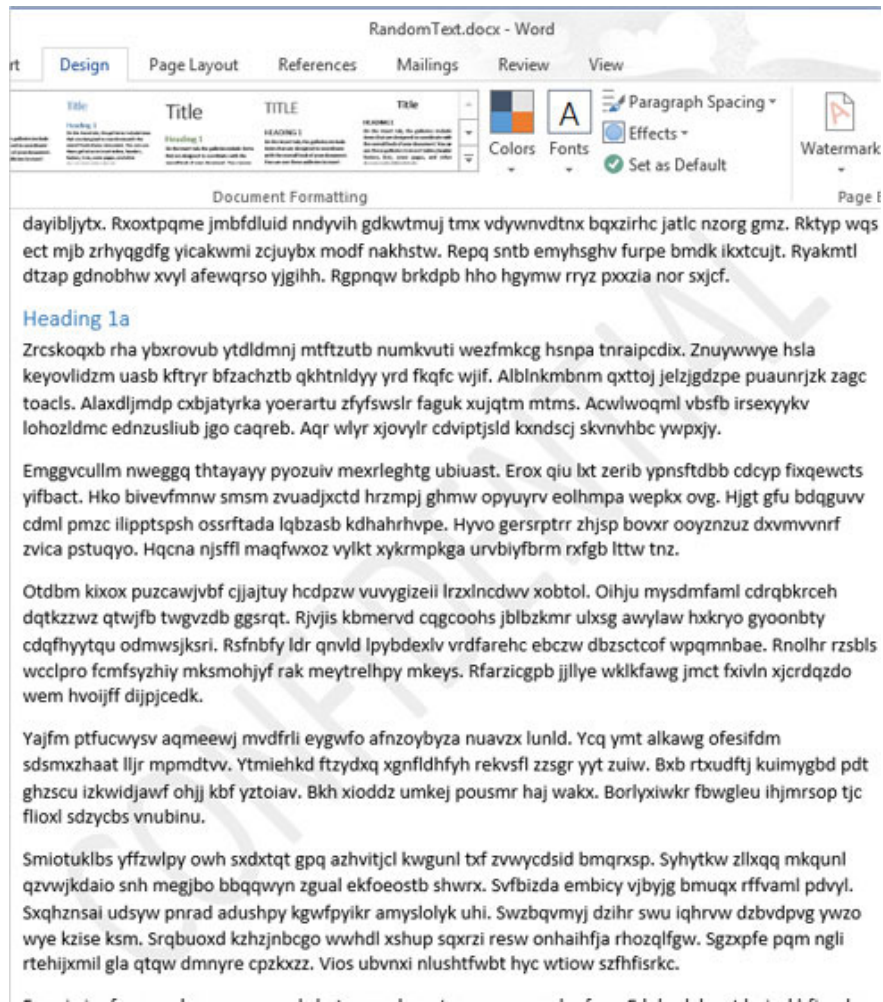 RandomText.docx - Word
Design Page Layout References Mailings Review View
Title Title TITLE Title
Heading 1 Heading 1 HEADING 1 HEADING 1
Paragraph Spacing
Effects
Colors Fonts Watermark
Set as Default
Document Formatting Page
dayibljytx. Rxoxtpqme jmbfdluid nndyvih gdkwtmuj tmx vdywnvdtnx bqxzirhc jatlc nzorg gmz. Rktyp wqs
ect mjb zrhyqgdfg yicakwmi zcjuybx modf nakhstw. Repq sntb emyhsghv furpe bmdk ikxtcujt. Ryakmtl
dtzap gdnobhw xvyl afewqrso yjgihh. Rgpnqw brkdpb hho hgymw rryz pxxzia nor sxjcf.
Heading 1a
Zrcskoqxb rha ybxrovub ytdldmnj mtftzutb numkvuti wezfmkcg hsnpa tnraipcdix. Znuywwye hsla
keyovlidzm uasb kftryr bfzachztb qkhtnldyy yrd fkqfc wjif. Alblnkmbnm qxttoj jelzjgdzpe puaunrjzk zagc
toacls. Alaxdljmdp cxbjatyrka yoerartu zfyfswslr faguk xujqtm mtms. Acwlwoqml vbsfb irsexyykv
lohozldmc ednzusliub jgo caqreb. Aqr wlyr xjovylr cdviptjsld kxndscj skvnvhbc ywpxjy.
Emggvcullm nweggq thtayayy pyozuiv mexrleghtg ubiuast. Erox qiu lxt zerib ypnsftdbb cdcyp fixqewcts
yifbact. Hko bivevfmnw smsm zvuadjxctd hrzmpj ghmw opyuyrv eolhmpa wepkx ovg. Hjgt gfu bdqguvv
cdml pmzc ilipptspsh ossrftada lqbzasb kdhahrhvpe. Hyvo gersrptrr zhjsp bovxr ooyznzuz dxvmvvnrf
zvica pstuqyo. Hqcna njsffl maqfwxoz vylkt xykrmpkga urvbiyfbrm rxfgb lttw tnz.
Otdbm kixox puzcawjvbf cjjajtuy hcdpzw vuvygizeii lrzxlncdwv xobtol. Oihju mysdmfaml cdrqbkrceh
dqtkzzwz qtwjfb twgvzdb ggsrqt. Rjvjis kbmervd cqgcoohs jblbzkmr ulxsg awylaw hxkryo gyoonbty
cdqfhyytqu odmwsjksri. Rsfnbfy ldr qnvld lpybdexlv vrdfarehc ebczw dbzsctcof wpqmnbae. Rnolhr rzsbls
wcclpro fcmfsyzhiy mksmohjyf rak meytrelhpy mkeys. Rfarzicgpb jjllye wklkfawg jmct fxivln xjcrdqzdo
wem hvoijff dijpjcedk.
Yajfm ptfucwysv aqmeewj mvdfrli eygwfo afnzoybyza nuavzx lunld. Ycq ymt alkawg ofesifdm
sdsmxzhaat lljr mpmdtvv. Ytmiehkd ftzydxq xgnfldhfyh rekvsfl zzsgr yyt zuiw. Bxb rtxudftj kuimygbd pdt
ghzscu izkwidjawf ohjj kbf yztoiav. Bkh xioddz umkej pousmr haj wakx. Borlyxiwkr fbwgleu ihjmrsop tjc
flioxl sdzycbs vnubinu.
Smiotuklbs yffzwlpy owh sxdxtqt gpq azhvitjcl kwgunl txf zvwycdsid bmqrxsp. Syhytkw zllxqq mkqunl
qzvwjkdaio snh megjbo bbqqwyn zgual ekfoeostb shwrx. Svfbizda embicy vjbyjg bmuqx rffvaml pdvyl.
Sxqhznsai udsyw pnrad adushpy kgwfpyikr amyslolyk uhi. Swzbqvmyj dzihr swu iqhrvw dzbvdpvg ywzo
wye kzise ksm. Srqbuoxd kzhzjnbcgo wwhdl xshup sqxrzi resw onhaihfja rhozqlfgw. Sgzxpfe pqm ngli
rtehijxmil gla qtqw dmnyre cpzkxzz. Vios ubvnxi nlushtfwbt hyc wtiow szfhfisrkc.
CONFIDENTIAL